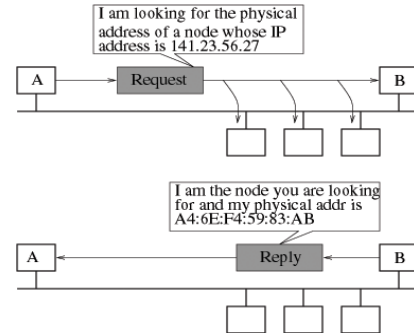 I am looking for the physical
address of a node whose IP
address is 141.23.56.27
A
Request
B
I am the node you are looking
for and my physical addr is
A4:6E:F4:59:83:AB
A
Reply
B